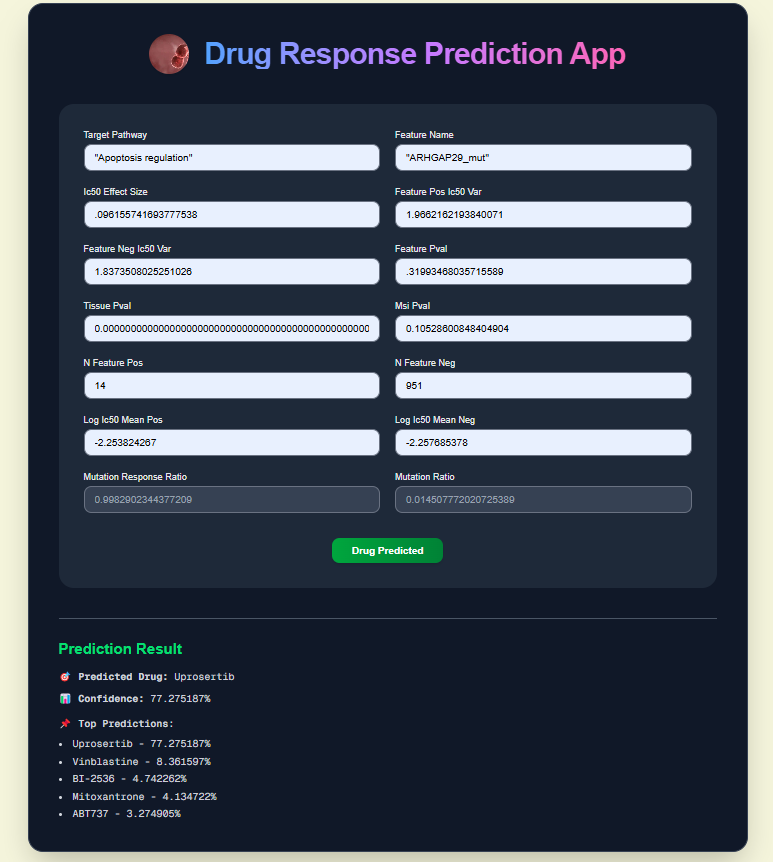 Drug Response Prediction App
Target Pathway
Feature Name
"Apoptosis regulation"
"ARHGAP29_mut"
Ic50 Effect Size
Feature Pos Ic50 Var
.096155741693777538
1.9662162193840071
Feature Neg Ic50 Var
Feature Pval
1.8373508025251026
.31993468035715589
Tissue Pval
Msi Pval
0.000000000000000000000000000000000000000000000000
0.10528600848404904
N Feature Pos
N Feature Neg
14
951
Log Ic50 Mean Pos
Log Ic50 Mean Neg
-2.253824267
-2.257685378
Mutation Response Ratio
Mutation Ratio
0.9982902344377209
0.014507772020725389
Drug Predicted
Prediction Result
Predicted Drug: Uprosertib
Confidence: 77.275187%
Top Predictions:
• Uprosertib - 77.275187%
• Vinblastine - 8.361597%
• BI-2536 - 4.742262%
• Mitoxantrone - 4.134722%
• ABT737 - 3.274905%